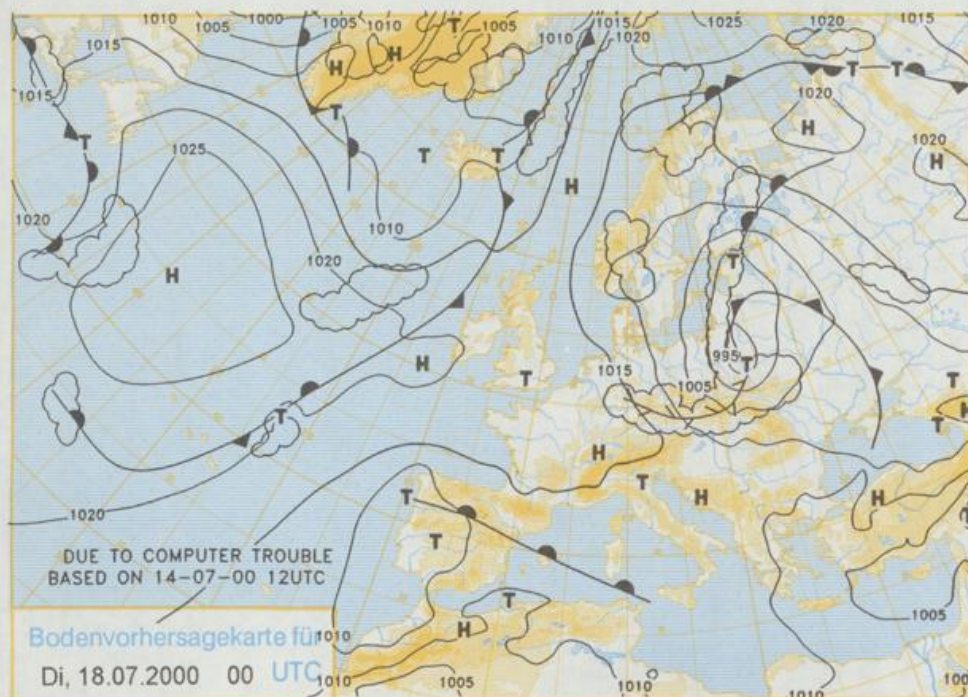 1010 1005 1000 1005 1010 1005 1010 1015 1020 1025 1020 1015
1015 T
H H T T
1015 1020
T T H 1020
1025 T T H
H
1020 1010
1020
H T
H 995 T
1015 1005 T
T H
T
H
T H H
T
1020 T
DUE TO COMPUTER TROUBLE
BASED ON 14-07-00 12UTC
T 1005
Bodenvorhersagekarte für 1010 H
Di, 18.07.2000 00 UTC
1010 1005 1010 1010 100